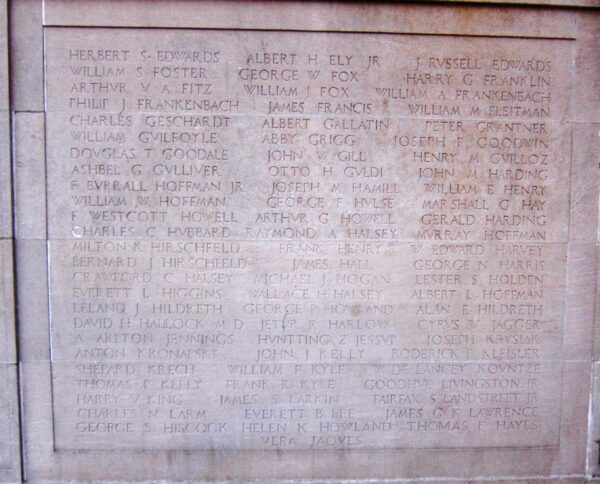 HERBERT S EDWARDS ALBERT H ELY JR J RVSSELL EDWARDS
WILLIAM S FOSTER GEORGE W FOX HARRY G FRANKLIN
ARTHVR V A FITZ WILLIAM J FOX WILLIAM A FRANKENBACH
PHILIP J FRANKENBACH JAMES FRANCIS WILLIAM M FLEITMAN
CHARLES GESCHARDT ALBERT GALLATIN PETER GRANTNER
WILLIAM GVILFOYLE ABBY GRIGG JOSEPH F GOODWIN
DOVGLAS T GOODALE JOHN W GILL HENRY M GVILLOZ
ASHBEL G GVLLIVER OTTO H GVLDI JOHN M HARDING
F BVRRALL HOFFMAN JR JOSEPH M HAMILL WILLIAM E HENRY
WILLIAM W HOFFMAN GEORGE F HVLSE MARSHALL G HAY
F WESTCOTT HOWELL ARTHVR G HOWELL GERALD HARDING
CHARLES C HVBBARD RAYMOND A HALSEY MVRRAY HOFFMAN
MILTON K HIRSCHFELD FRANK HENRY W EDWARD HARVEY
BERNARD J HIRSCHFELD JAMES HALL GEORGE N HARRIS
CRAWFORD C HALSEY MICHAEL J HOGAN LESTER S HOLDEN
EVERETT L HIGGINS WALLACE H HALSEY ALBERT L HOFFMAN
LELAND J HILDRETH GEORGE P HOWLAND ALAN E HILDRETH
DAVID H HALLOCK M D JETVR R HARLOW CYRVS W JAGGER
A ARLTON JENNINGS HVNTTING Z JESSVP JOSEPH KRYSIAK
ANTON KRONAPSKY JOHN J KELLY RODERICK F KLEISLER
SHEPARD KRECH WILLIAM F KYLE W DE LANCEY KOVNTZE
THOMAS P KELLY FRANK R KYLE GOODHVE LIVINGSTON JR
HARRY V KING JAMES S LARKIN FAIRFAX S LANDSTREET JR
CHARLES N LARM EVERETT B LEE JAMES G K LAWRENCE
GEORGE S HISCOCK HELEN K HOWLAND THOMAS F HAYES
VERA JAQVES